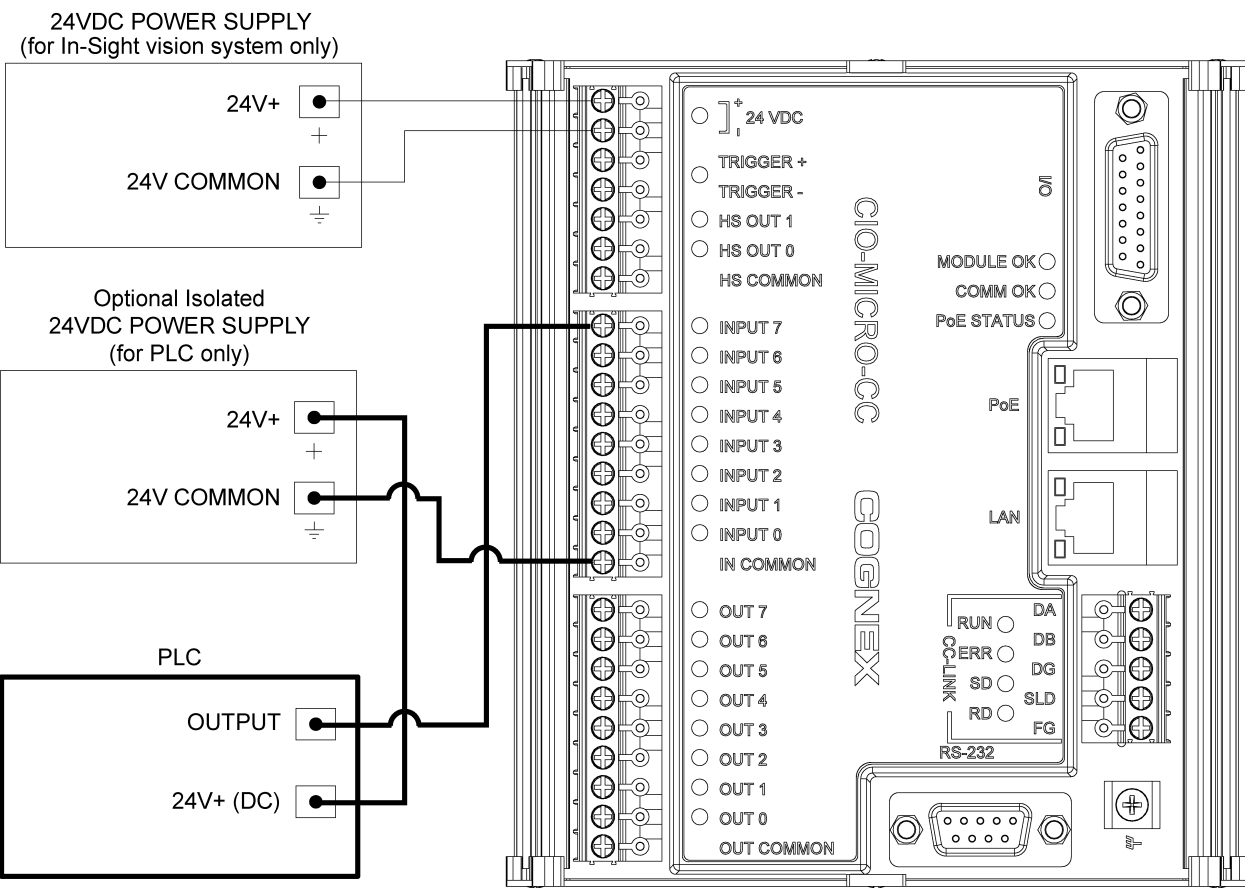 24VDC POWER SUPPLY
(for In-Sight vision system only)
24V+
+
24V COMMON
Optional Isolated
24VDC POWER SUPPLY
(for PLC only)
24V+
+
24V COMMON
PLC
OUTPUT
24V+ (DC)
+
-
24 VDC
TRIGGER +
TRIGGER -
HS OUT 1
HS OUT 0
HS COMMON
INPUT 7
INPUT 6
INPUT 5
INPUT 4
INPUT 3
INPUT 2
INPUT 1
INPUT 0
IN COMMON
OUT 7
OUT 6
OUT 5
OUT 4
OUT 3
OUT 2
OUT 1
OUT 0
OUT COMMON
CIO-MICRO-CC
COGNEX
I/O
MODULE OK
COMM OK
PoE STATUS
PoE
LAN
CC-LINK
RUN
ERR
SD
RD
DA
DB
DG
SLD
FG
RS-232